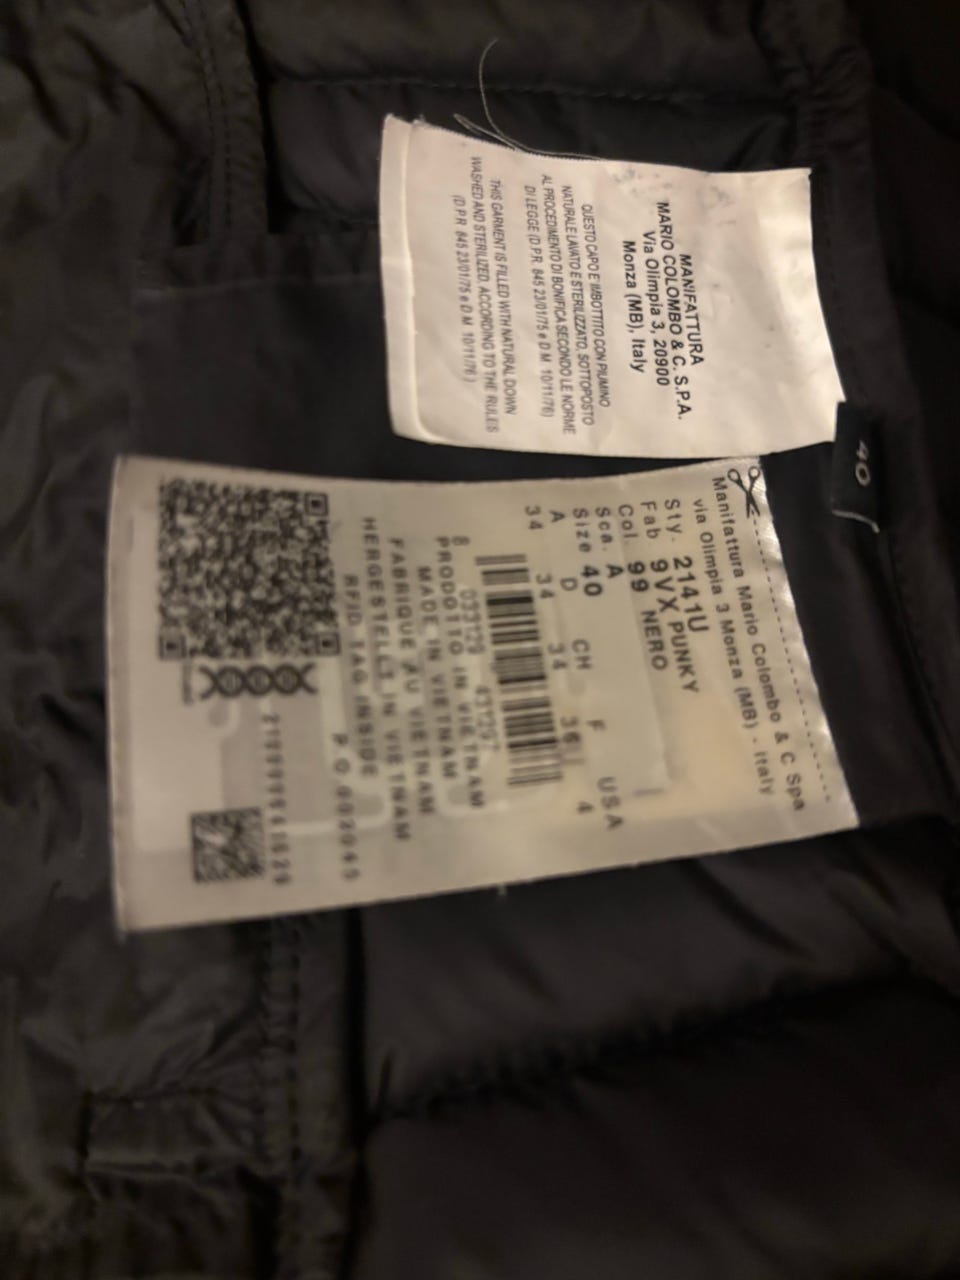 MANIFATTURA
MARIO COLOMBO & C. S.P.A.
Via Olimpia 3, 20900
Monza (MB), Italy
QUESTO CAPO E IMBOTTITO CON PIUMINO
NATURALE LAVATO E STERILIZZATO, SOTTOPOSTO
AL PROCEDIMENTO DI BONIFICA SECONDO LE NORME
DI LEGGE (D.P.R. 845 23/01/75 e D.M. 10/11/76)
THIS GARMENT IS FILLED WITH NATURAL DOWN
WASHED AND STERILIZED, ACCORDING TO THE RULES
(D.P.R. 845 23/01/75 e D.M. 10/11/76)
40
Manifattura Mario Colombo & C. Spa
via Olimpia 3 Monza (MB) - Italy
Sty. 2141U
Fab. 9VX PUNKY
Col. 99 NERO
Sca. A
Size 40
A D CH F USA
34 34 34 36 4
8 033129 431297
PRODOTTO IN VIETNAM
MADE IN VIETNAM
FABRIQUE AU VIETNAM
HERGESTELLT IN VIETNAM
RFID TAG INSIDE